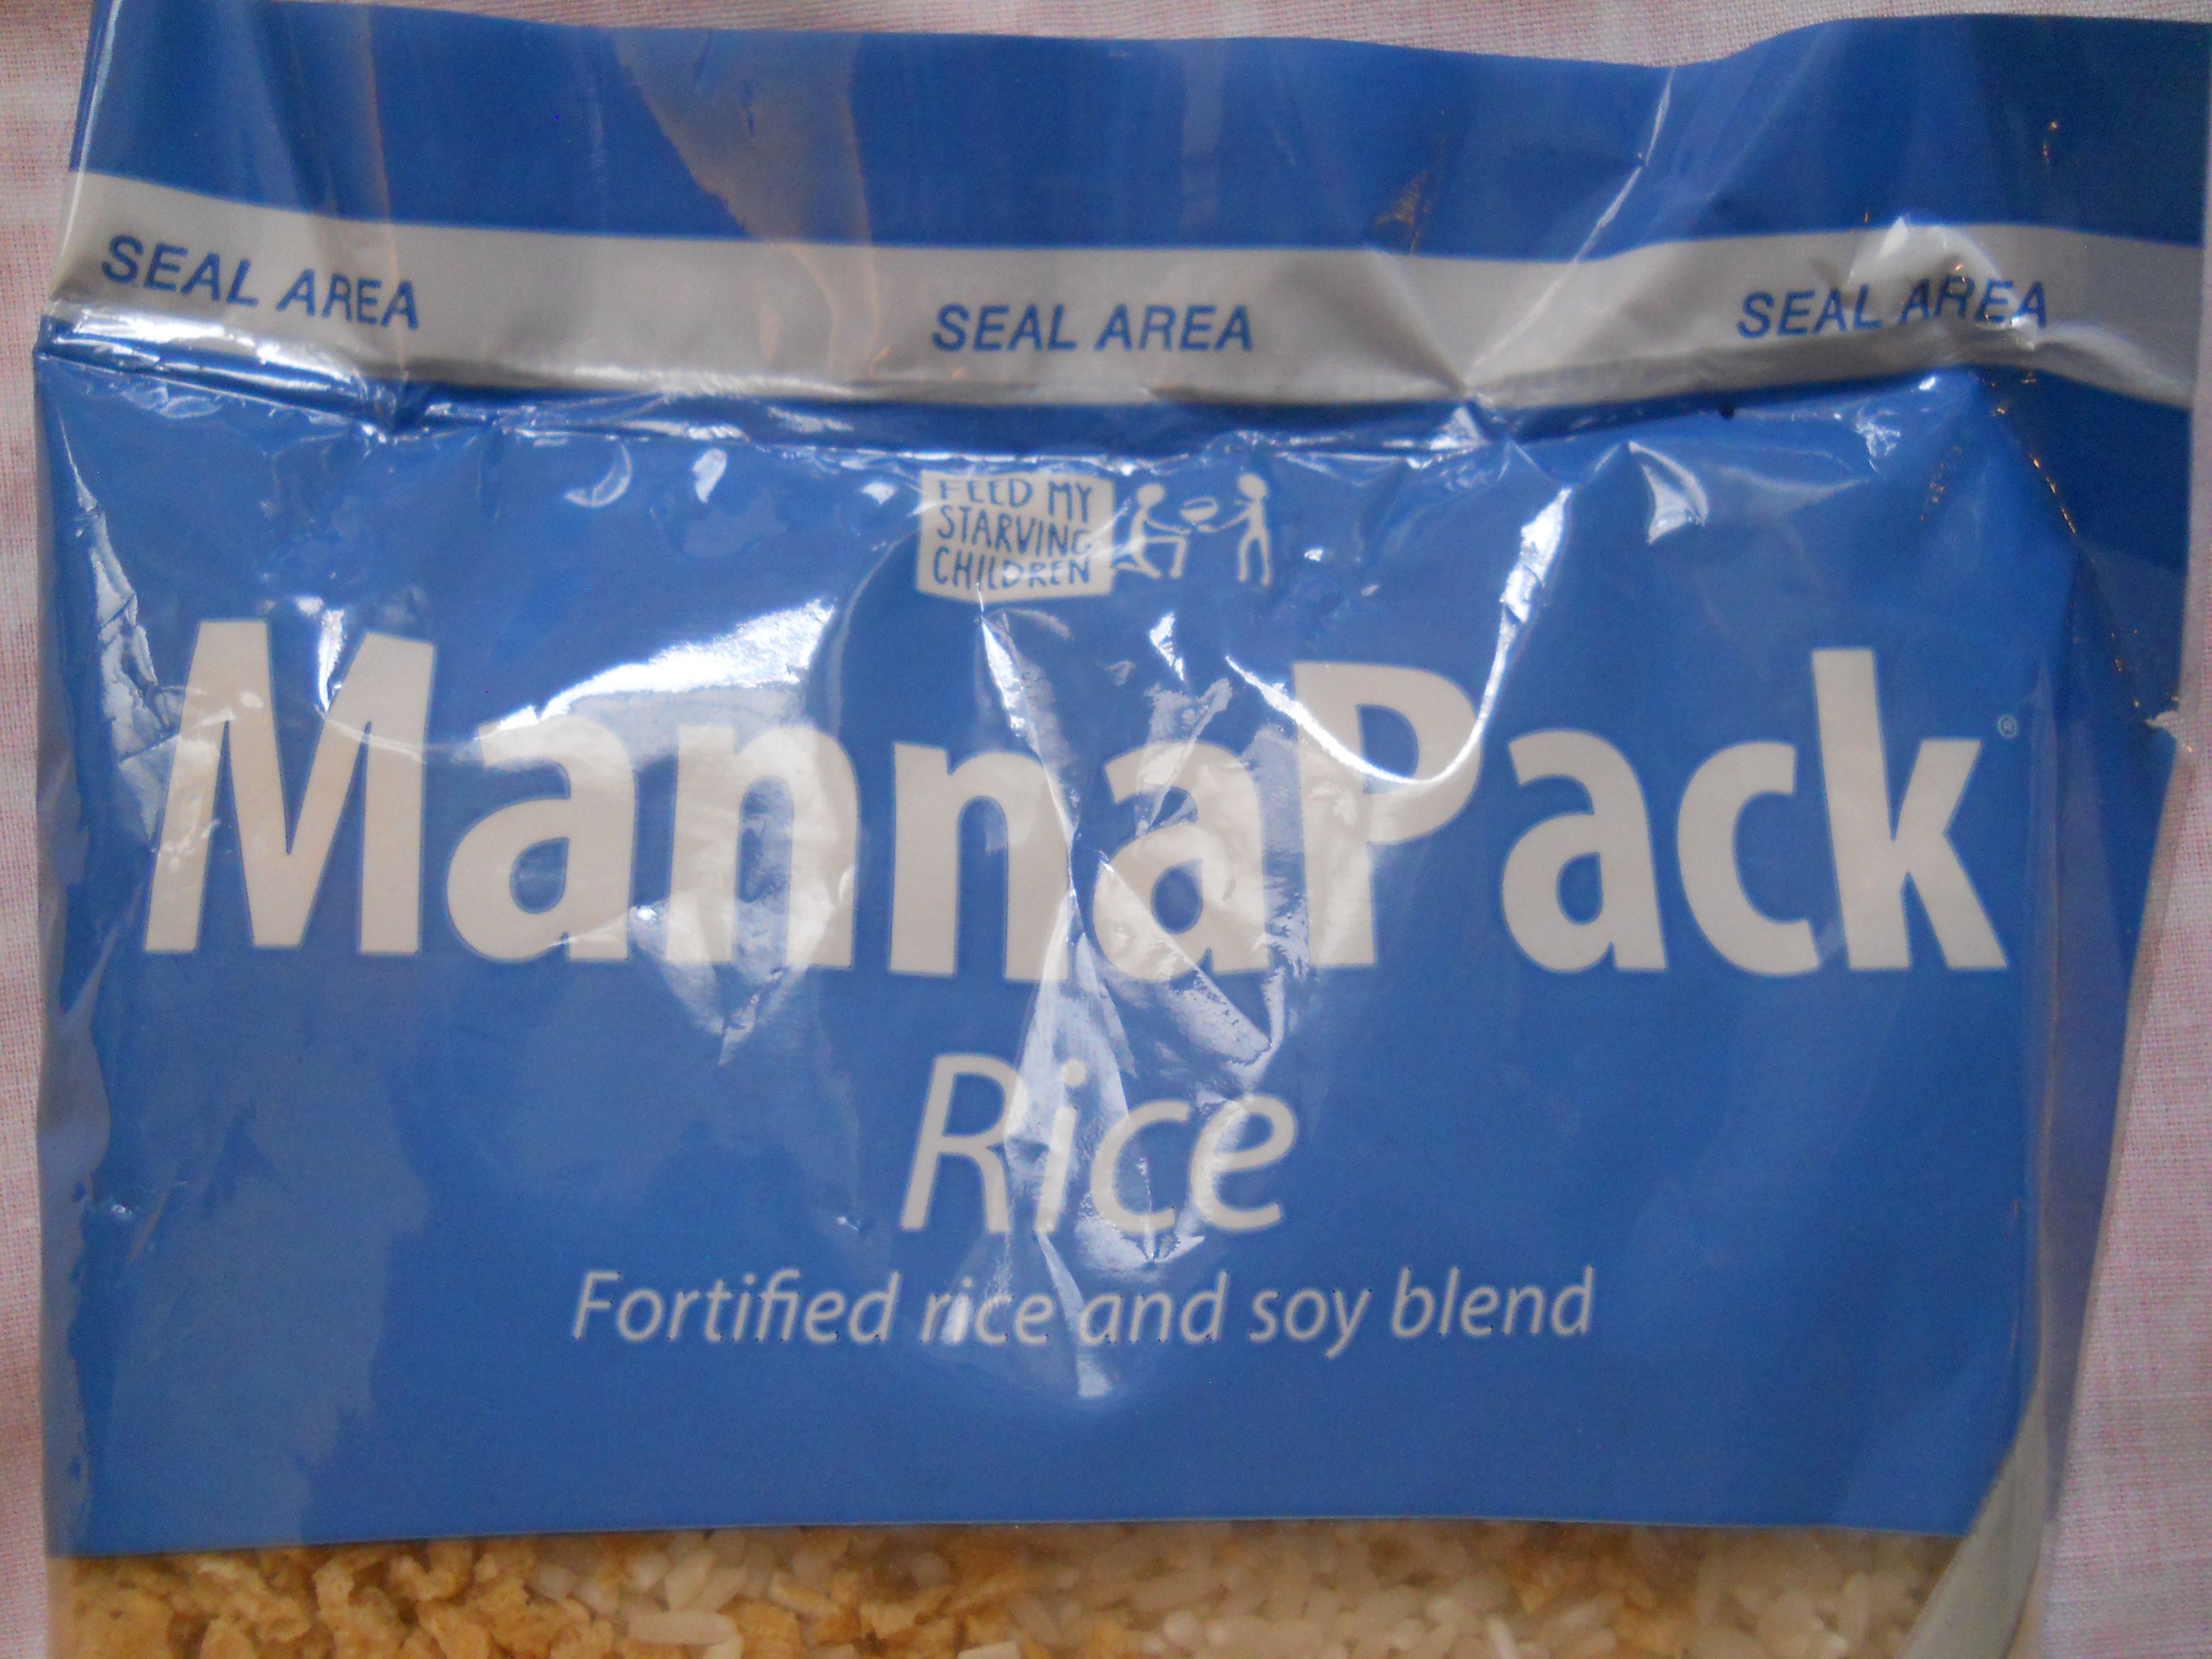 SEAL AREA SEAL AREA SEAL AREA
FEED MY
STARVING
CHILDREN
MannaPack®
Rice
Fortified rice and soy blend